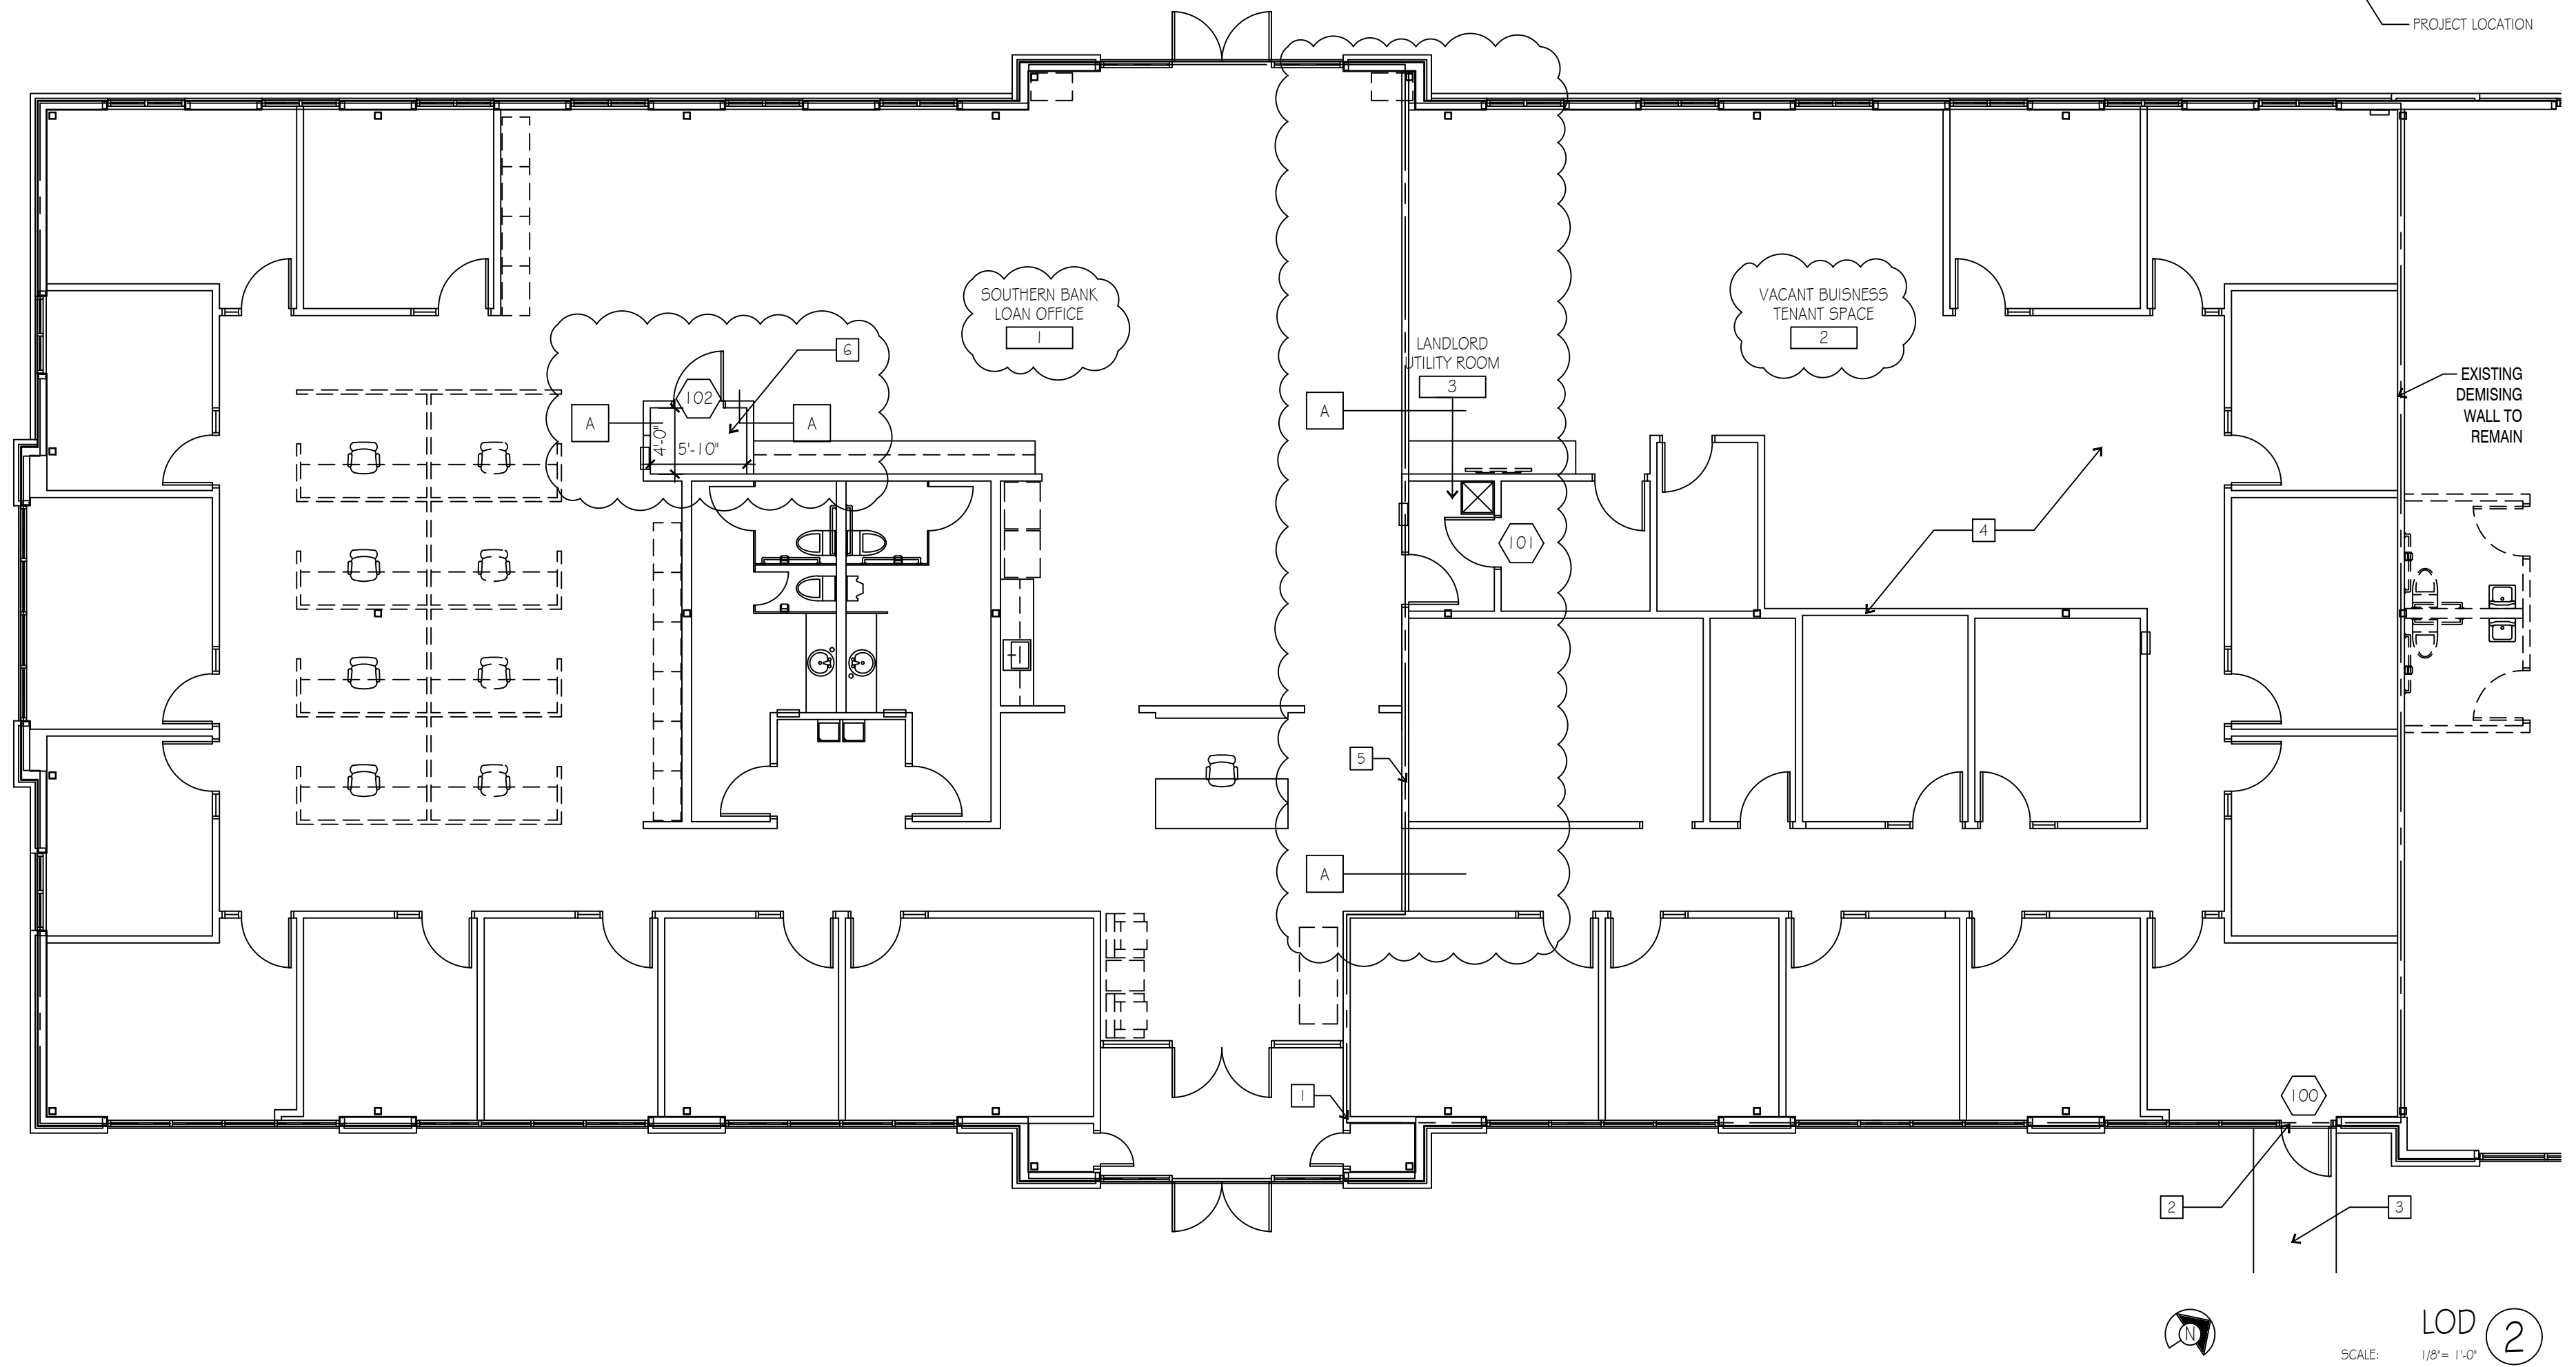 PROJECT LOCATION
SOUTHERN BANK
LOAN OFFICE
1
VACANT BUISNESS
TENANT SPACE
2
LANDLORD
UTILITY ROOM
3
6
102
A
A
4'-0"
5'-10"
A
EXISTING
DEMISING
WALL TO
REMAIN
4
101
5
A
1
100
2
3
N
LOD
2
SCALE:
1/8"= 1'-0"